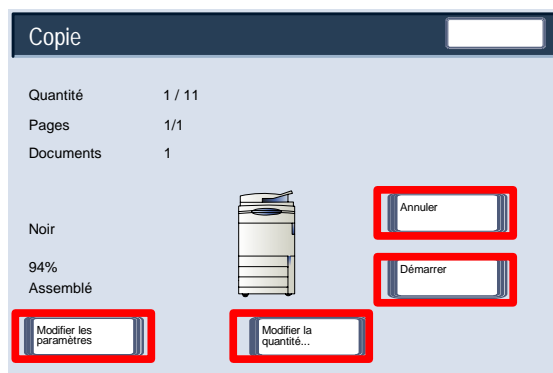 Copie
Quantité 1 / 11
Pages 1/1
Documents 1
Annuler
Noir
94%
Démarrer
Assemblé
Modifier les
paramètres
Modifier la
quantité...